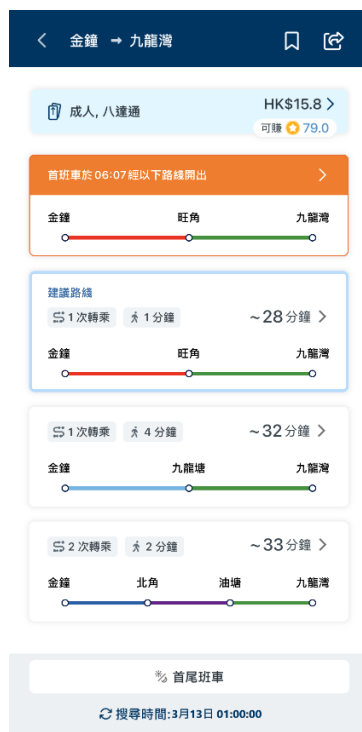 金鐘 → 九龍灣
成人, 八達通
HK$15.8
可賺 79.0
首班車於 06:07 經以下路綫開出
金鐘 旺角 九龍灣
建議路綫
1 次轉乘 1 分鐘 ~28 分鐘
金鐘 旺角 九龍灣
1 次轉乘 4 分鐘 ~32 分鐘
金鐘 九龍塘 九龍灣
2 次轉乘 2 分鐘 ~33 分鐘
金鐘 北角 油塘 九龍灣
首尾班車
搜尋時間:3月13日 01:00:00